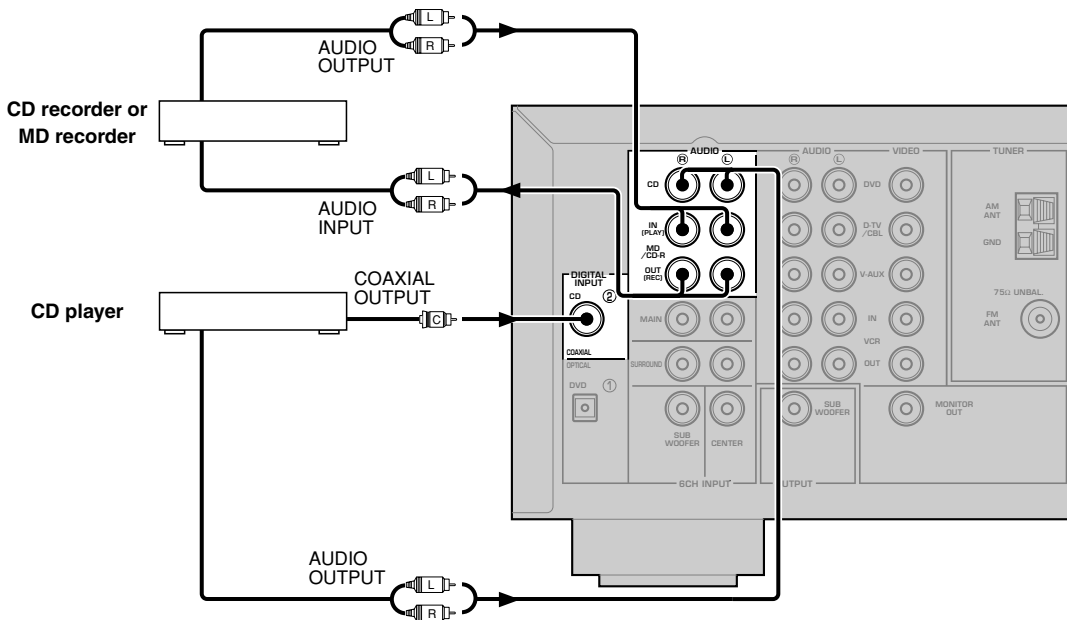 L
R
AUDIO
OUTPUT
CD recorder or
MD recorder
L
R
AUDIO
INPUT
COAXIAL
OUTPUT
C
CD player
AUDIO
OUTPUT
L
R
AUDIO
R L
CD
IN
(PLAY)
MD
/CD-R
OUT
(REC)
DIGITAL
INPUT
CD 2
COAXIAL
OPTICAL
DVD 1
MAIN
SURROUND
SUB
WOOFER
CENTER
6CH INPUT
AUDIO
R L
VIDEO
DVD
D-TV
/CBL
V-AUX
IN
VCR
OUT
SUB
WOOFER
OUTPUT
MONITOR
OUT
TUNER
AM
ANT
GND
75Ω UNBAL.
FM
ANT